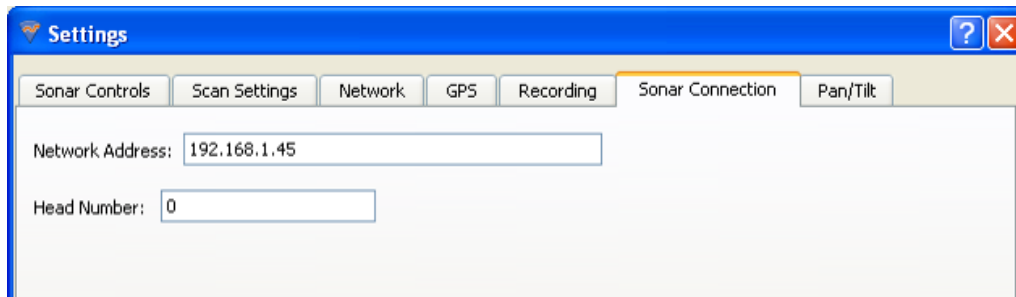 Settings
Sonar Controls Scan Settings Network GPS Recording Sonar Connection Pan/Tilt
Network Address: 192.168.1.45
Head Number: 0